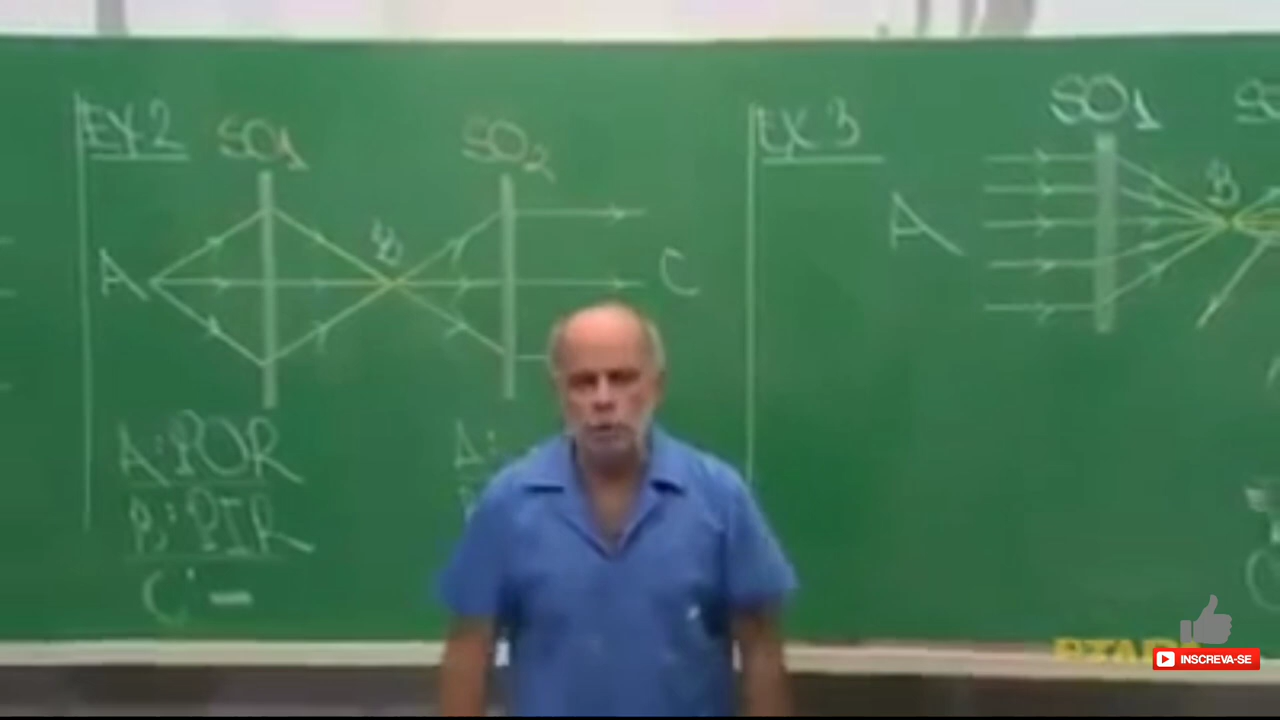 EX 2
SO1
SO2
A
B
C
A: POR
B: PIR
C: –
A:
EX 3
SO1
A
B
INSCREVA-SE